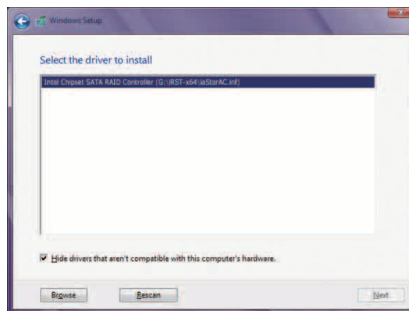 Windows Setup
Select the driver to install
Intel Chipset SATA RAID Controller (G:\RST-x64\iaStorAC.inf)
Hide drivers that aren't compatible with this computer's hardware.
Browse
Rescan
Next